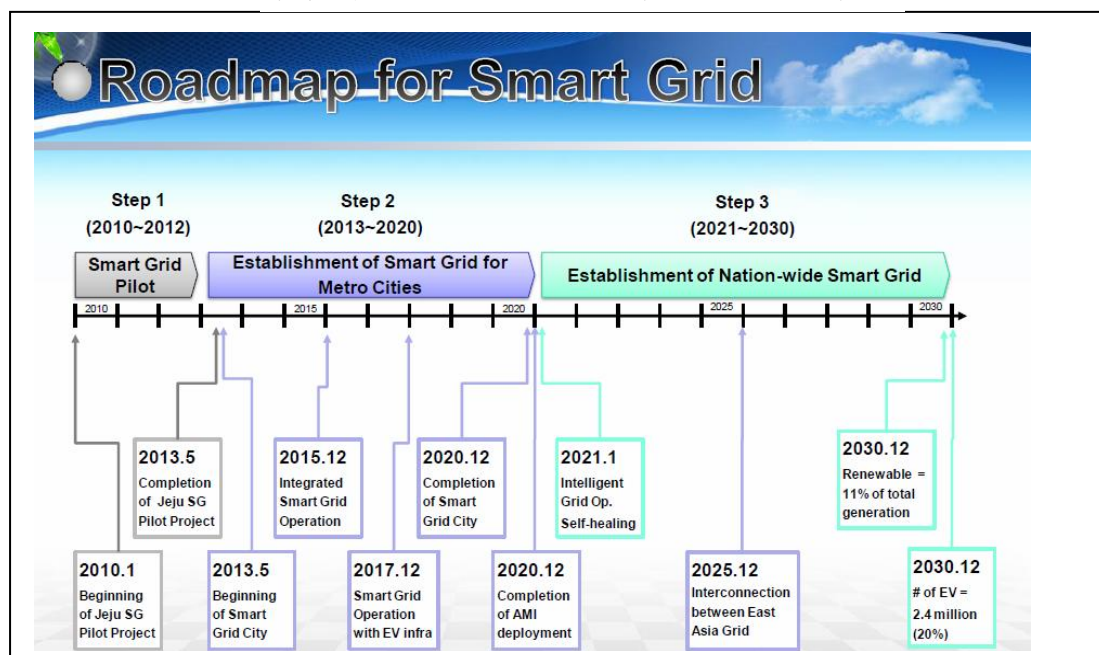 Roadmap for Smart Grid
Step 1
(2010~2012)
Step 2
(2013~2020)
Step 3
(2021~2030)
Smart Grid
Pilot
Establishment of Smart Grid for
Metro Cities
Establishment of Nation-wide Smart Grid
2010
2015
2020
2025
2030
2013.5
Completion
of Jeju SG
Pilot Project
2015.12
Integrated
Smart Grid
Operation
2020.12
Completion
of Smart
Grid City
2021.1
Intelligent
Grid Op.
Self-healing
2030.12
Renewable =
11% of total
generation
2010.1
Beginning
of Jeju SG
Pilot Project
2013.5
Beginning
of Smart
Grid City
2017.12
Smart Grid
Operation
with EV infra
2020.12
Completion
of AMI
deployment
2025.12
Interconnection
between East
Asia Grid
2030.12
# of EV =
2.4 million
(20%)